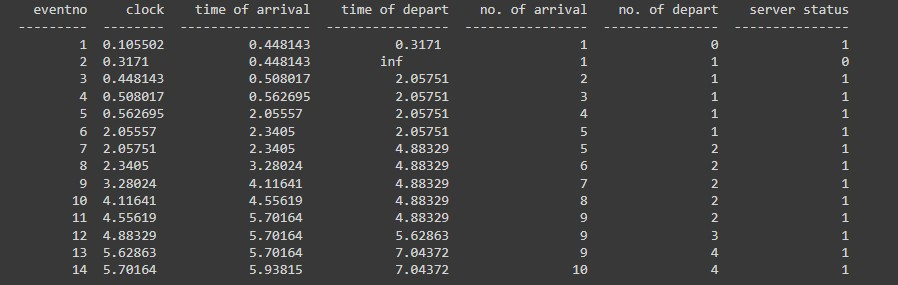 eventno clock time of arrival time of depart no. of arrival no. of depart server status
--------- -------- ----------------- ---------------- ---------------- --------------- ---------------
1 0.105502 0.448143 0.3171 1 0 1
2 0.3171 0.448143 inf 1 1 0
3 0.448143 0.508017 2.05751 2 1 1
4 0.508017 0.562695 2.05751 3 1 1
5 0.562695 2.05557 2.05751 4 1 1
6 2.05557 2.3405 2.05751 5 1 1
7 2.05751 2.3405 4.88329 5 2 1
8 2.3405 3.28024 4.88329 6 2 1
9 3.28024 4.11641 4.88329 7 2 1
10 4.11641 4.55619 4.88329 8 2 1
11 4.55619 5.70164 4.88329 9 2 1
12 4.88329 5.70164 5.62863 9 3 1
13 5.62863 5.70164 7.04372 9 4 1
14 5.70164 5.93815 7.04372 10 4 1